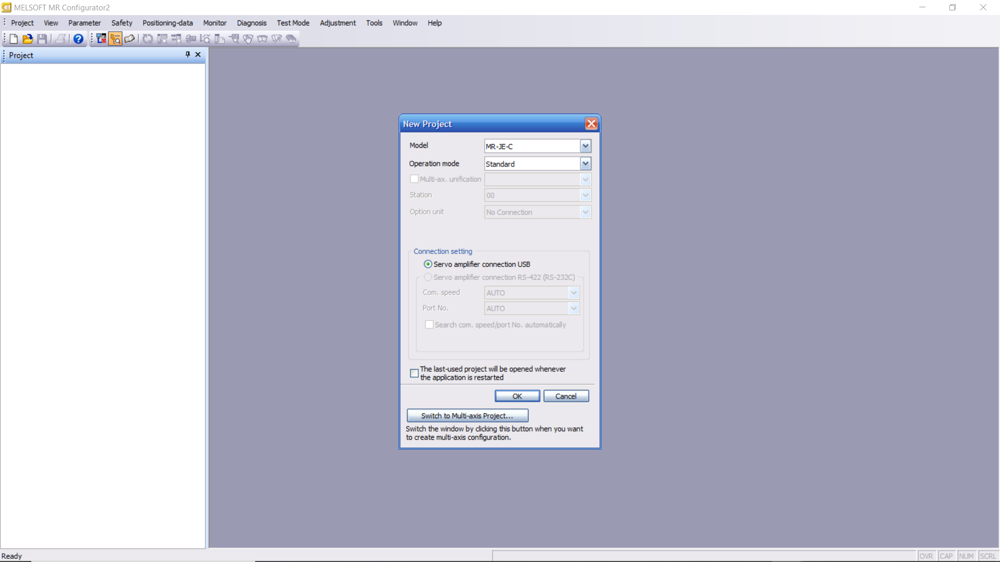 MELSOFT MR Configurator2
Project View Parameter Safety Positioning-data Monitor Diagnosis Test Mode Adjustment Tools Window Help
Project
New Project
Model MR-JE-C
Operation mode Standard
Multi-ax. unification
Station 00
Option unit No Connection
Connection setting
Servo amplifier connection USB
Servo amplifier connection RS-422 (RS-232C)
Com. speed AUTO
Port No. AUTO
Search com. speed/port No. automatically
The last-used project will be opened whenever
the application is restarted
OK Cancel
Switch to Multi-axis Project...
Switch the window by clicking this button when you want
to create multi-axis configuration.
Ready OVR CAP NUM SCRL